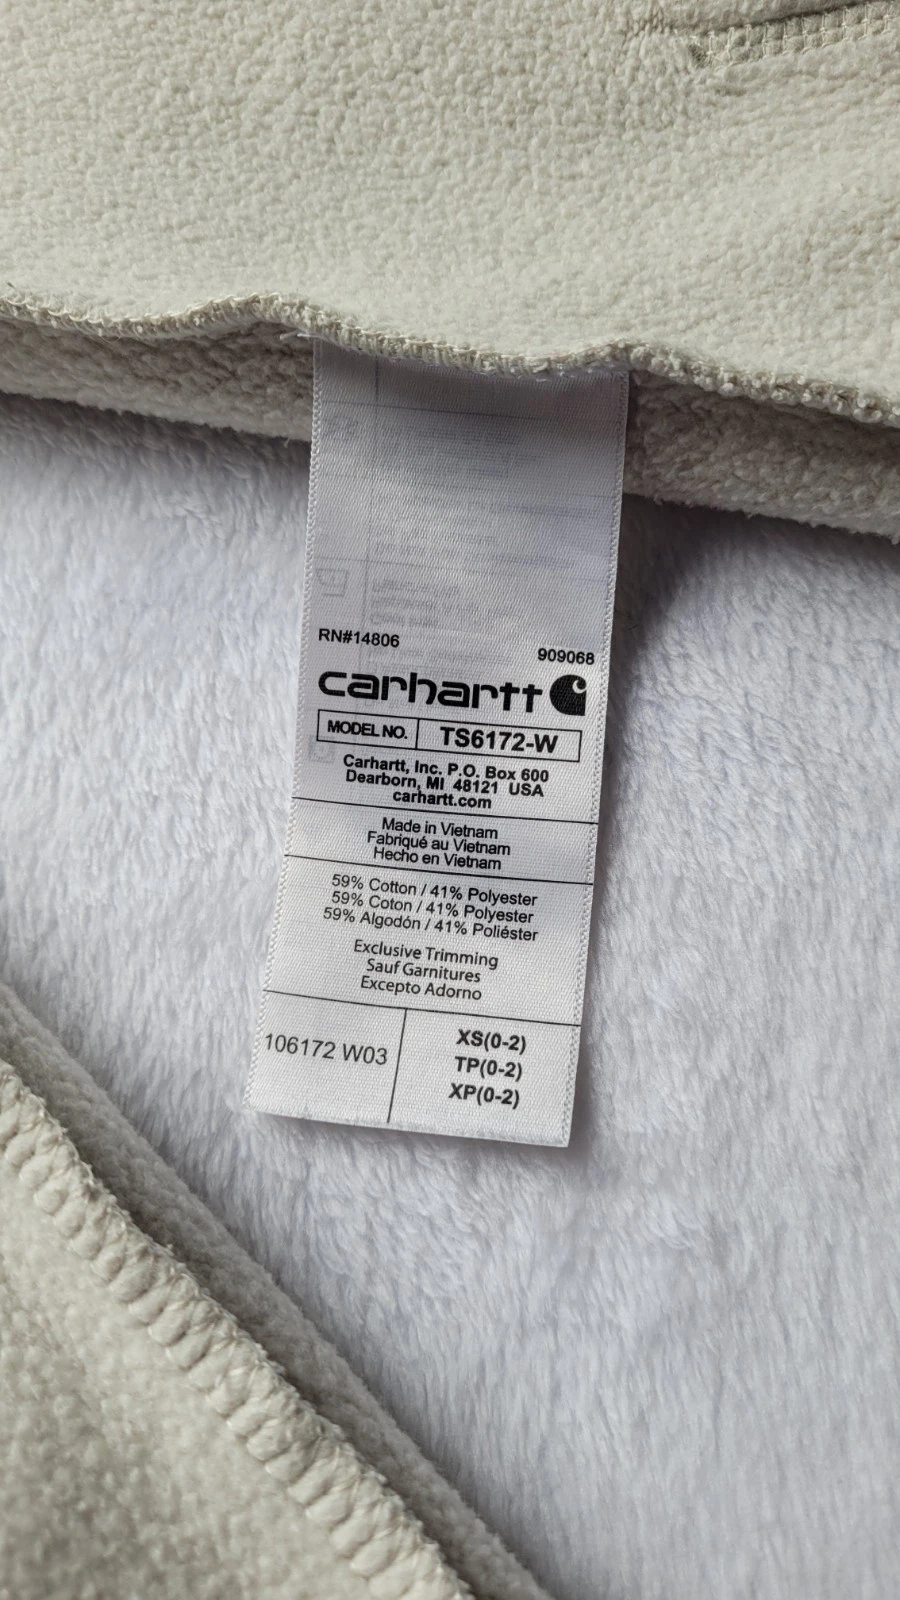 RN#14806
909068
carhartt
MODEL NO. TS6172-W
Carhartt, Inc. P.O. Box 600
Dearborn, MI 48121 USA
carhartt.com
Made in Vietnam
Fabriqué au Vietnam
Hecho en Vietnam
59% Cotton / 41% Polyester
59% Coton / 41% Polyester
59% Algodón / 41% Poliéster
Exclusive Trimming
Sauf Garnitures
Excepto Adorno
106172 W03
XS(0-2)
TP(0-2)
XP(0-2)